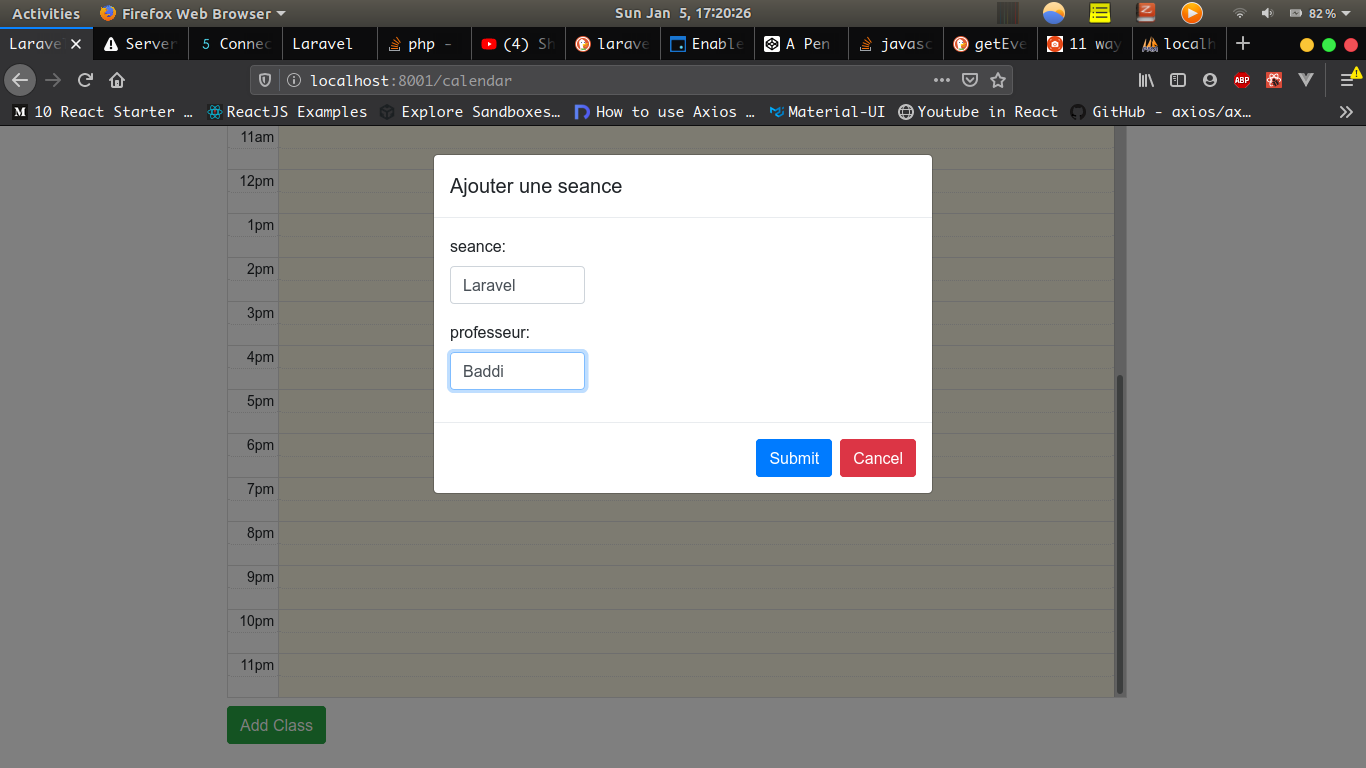 Activities Firefox Web Browser Sun Jan 5, 17:20:26 82%
Larave Server 5 Connec Laravel php - (4) Sh larave Enable A Pen javasc getEve 11 way localh
localhost:8001/calendar ABP
M 10 React Starter … ReactJS Examples Explore Sandboxes… How to use Axios … Material-UI Youtube in React GitHub - axios/ax…
11am
12pm
1pm
2pm
3pm
4pm
5pm
6pm
7pm
8pm
9pm
10pm
11pm
Ajouter une seance
seance:
Laravel
professeur:
Baddi
Submit Cancel
Add Class